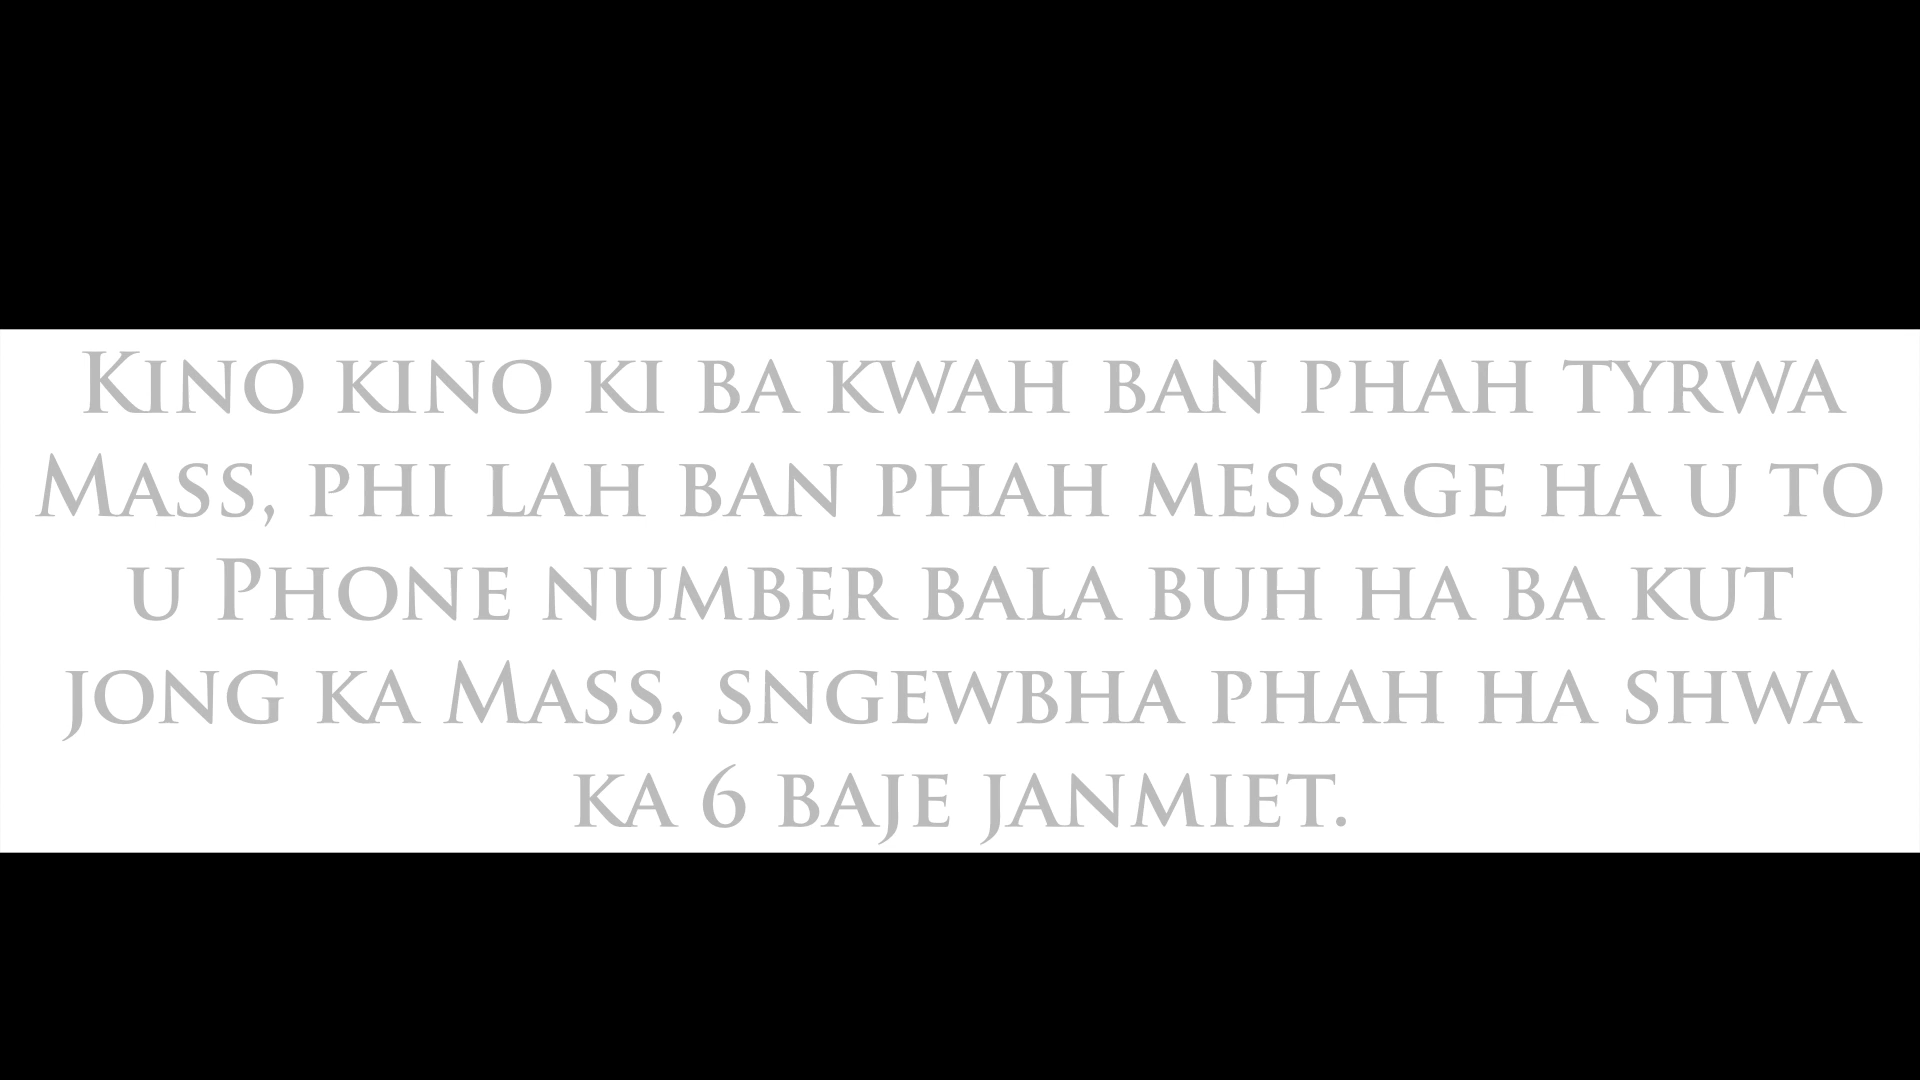 Kino kino ki ba kwah ban phah tyrwa
Mass, phi lah ban phah message ha u to
u Phone number bala buh ha ba kut
jong ka Mass, sngewbha phah ha shwa
ka 6 baje janmiet.